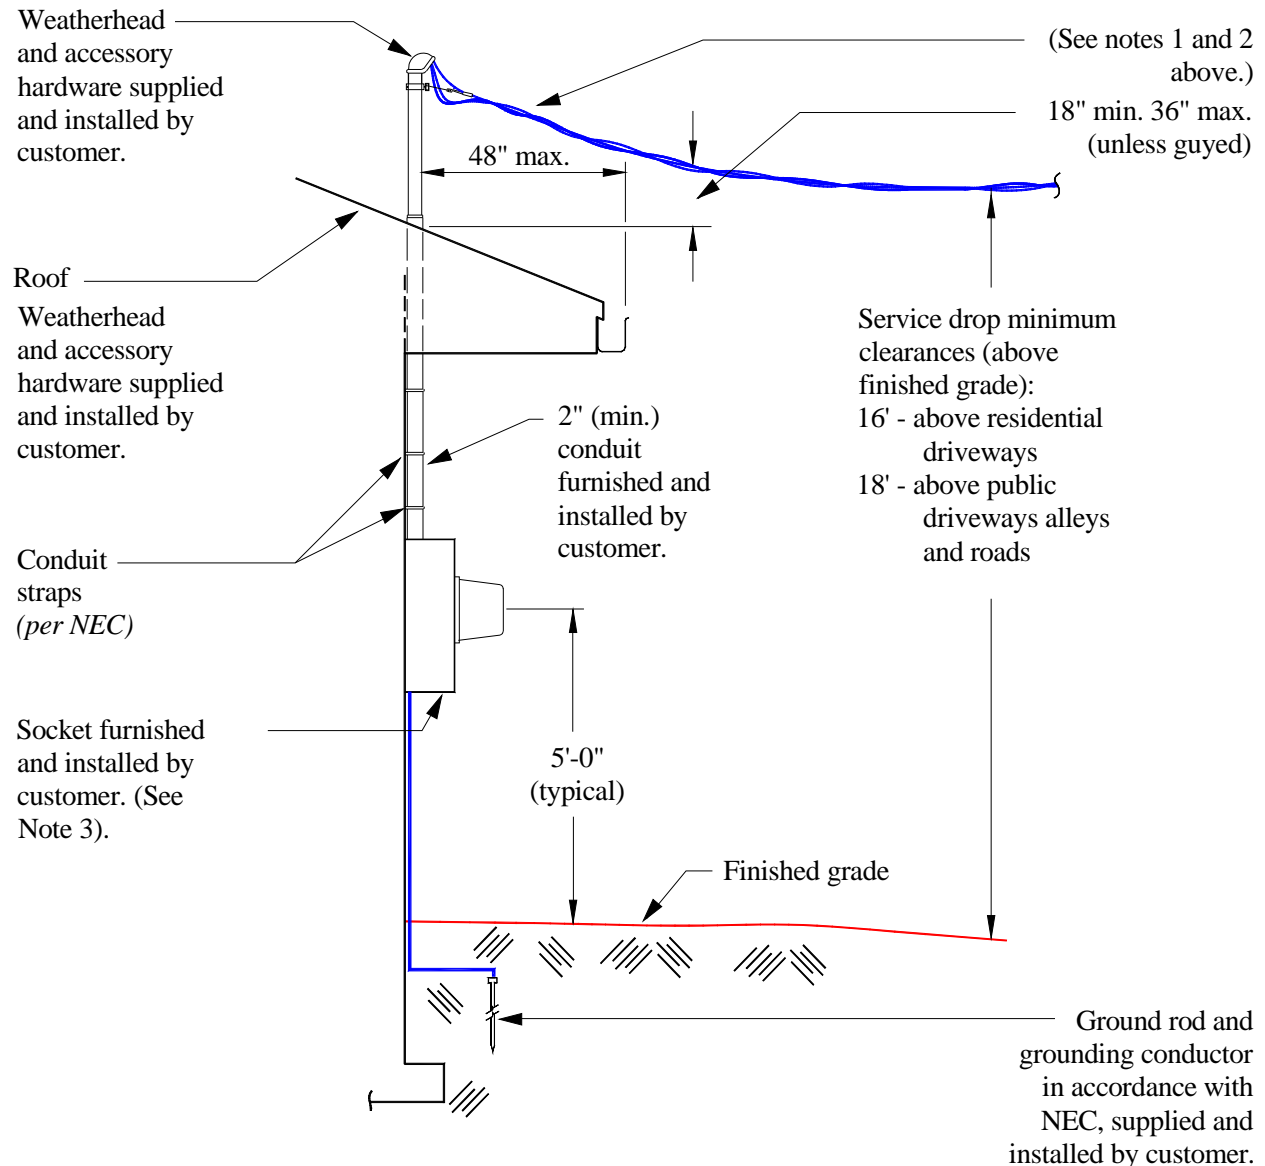 Weatherhead
and accessory
hardware supplied
and installed by
customer.
(See notes 1 and 2
above.)
18" min. 36" max.
(unless guyed)
48" max.
Roof
Weatherhead
and accessory
hardware supplied
and installed by
customer.
Service drop minimum
clearances (above
finished grade):
16' - above residential
driveways
18' - above public
driveways alleys
and roads
2" (min.)
conduit
furnished and
installed by
customer.
Conduit
straps
(per NEC)
Socket furnished
and installed by
customer. (See
Note 3).
5'-0"
(typical)
Finished grade
Ground rod and
grounding conductor
in accordance with
NEC, supplied and
installed by customer.